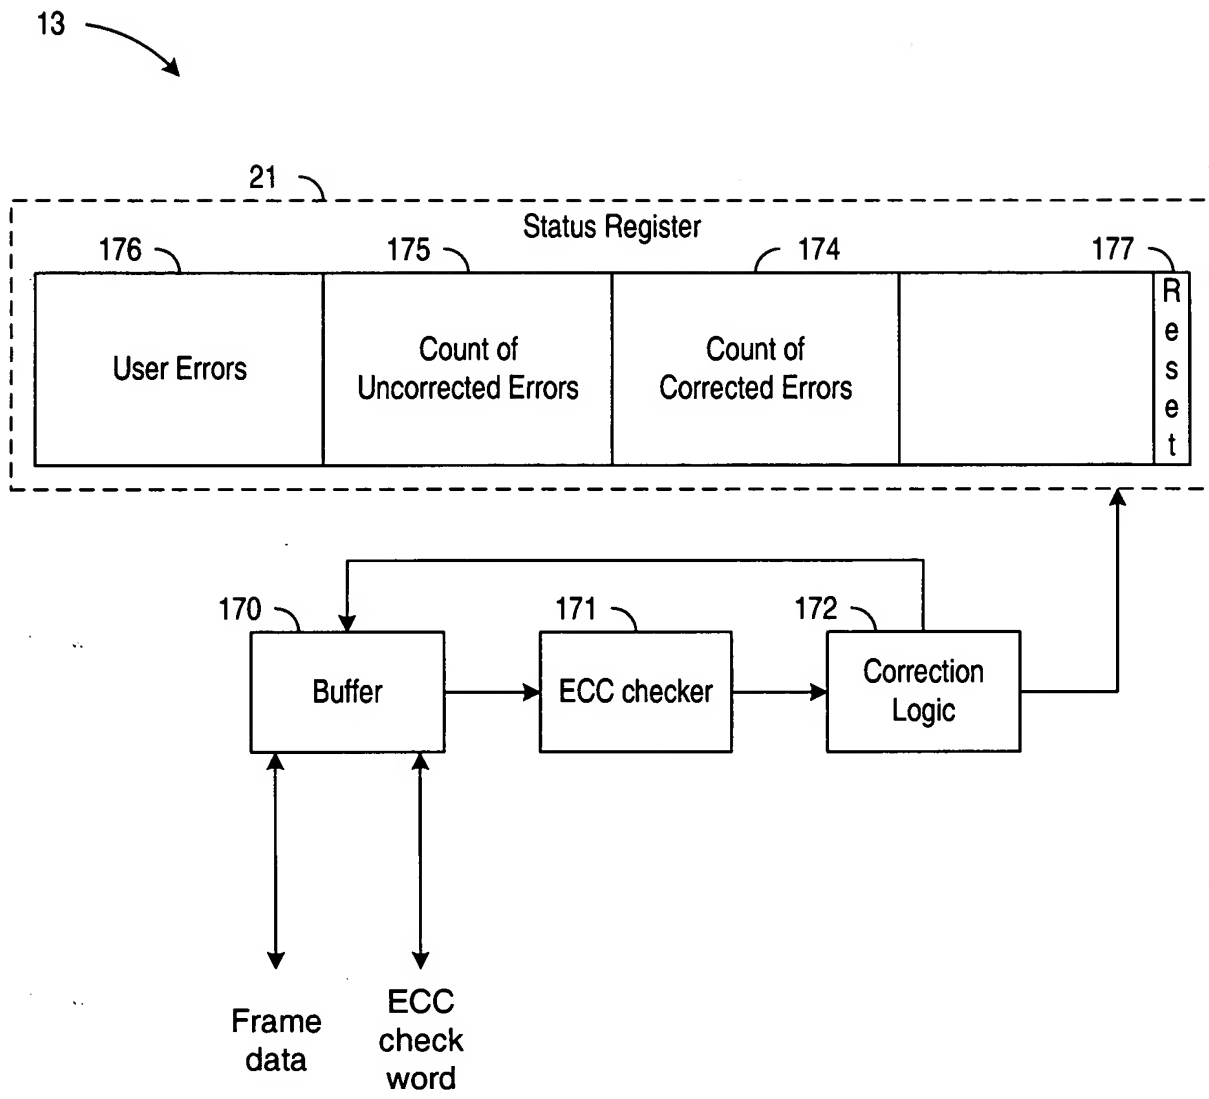 13
21
Status Register
176
175
174
177
User Errors
Count of
Uncorrected Errors
Count of
Corrected Errors
R
e
s
e
t
170
171
172
Buffer
ECC checker
Correction
Logic
Frame
data
ECC
check
word